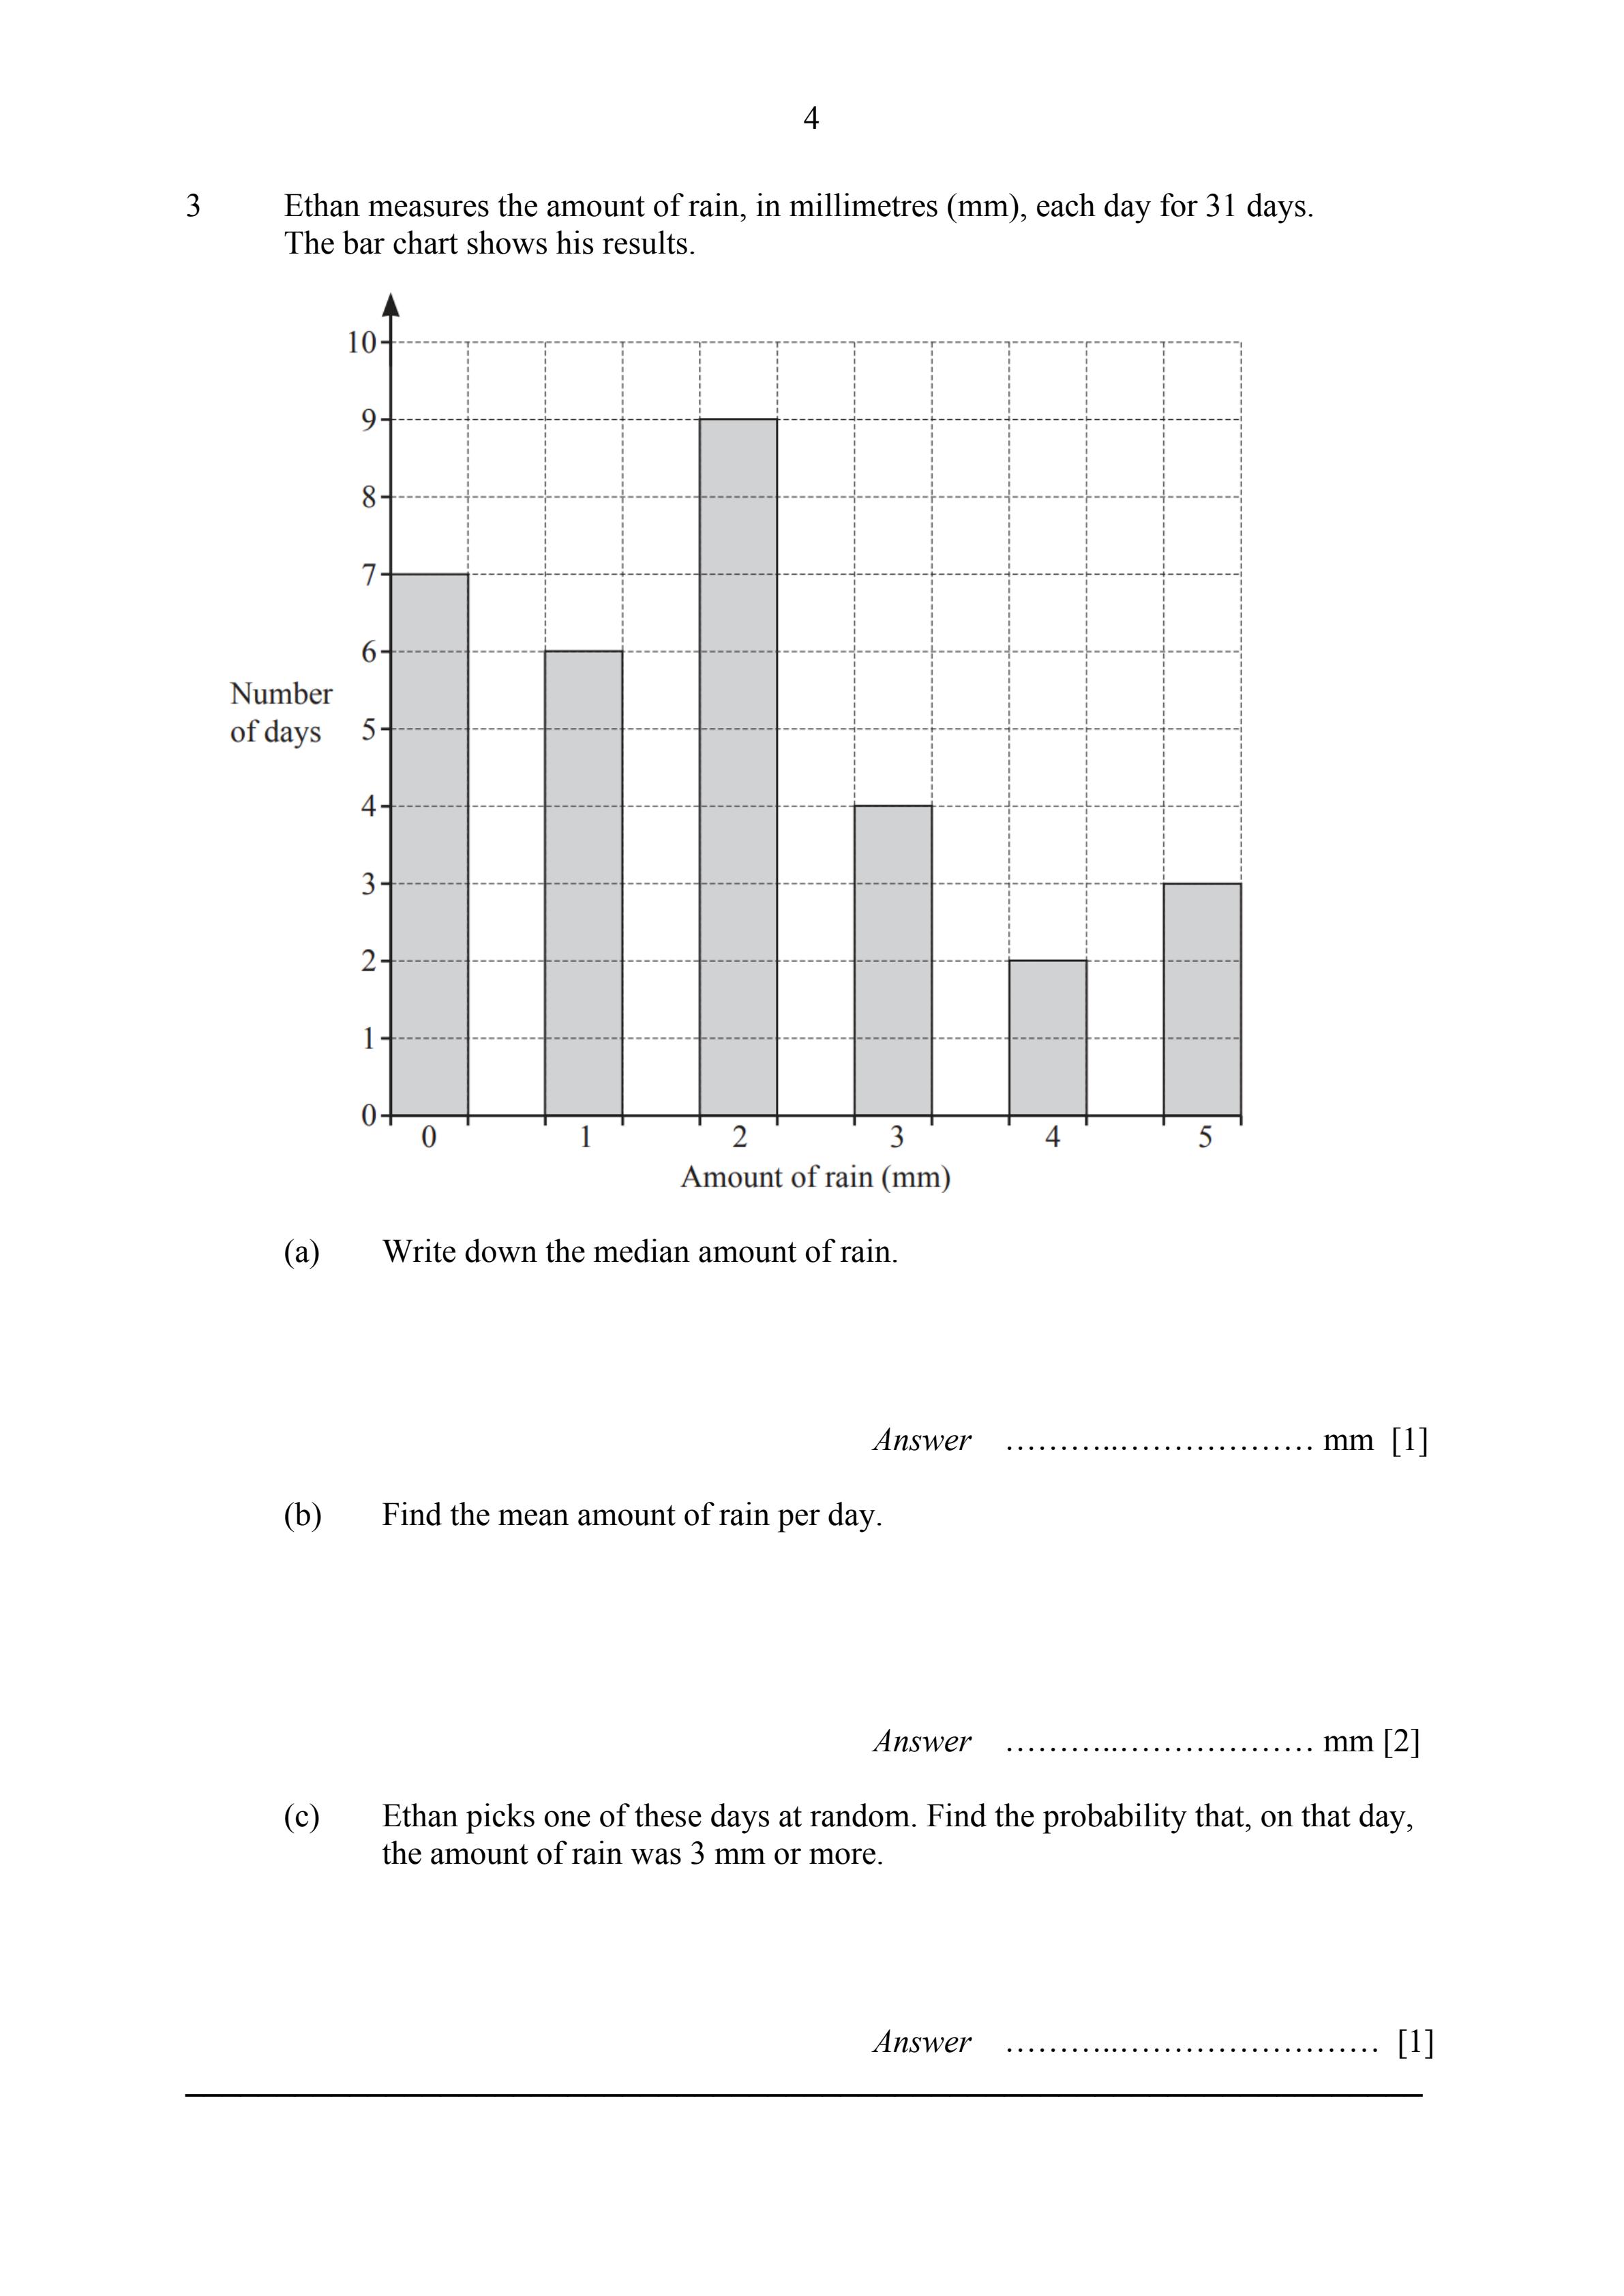 4
3 Ethan measures the amount of rain, in millimetres (mm), each day for 31 days.
The bar chart shows his results.
10
9
8
7
6
Number
of days
5
4
3
2
1
0
0 1 2 3 4 5
Amount of rain (mm)
(a) Write down the median amount of rain.
Answer ………..……………… mm [1]
(b) Find the mean amount of rain per day.
Answer ………..……………… mm [2]
(c) Ethan picks one of these days at random. Find the probability that, on that day,
the amount of rain was 3 mm or more.
Answer ………..…………………… [1]